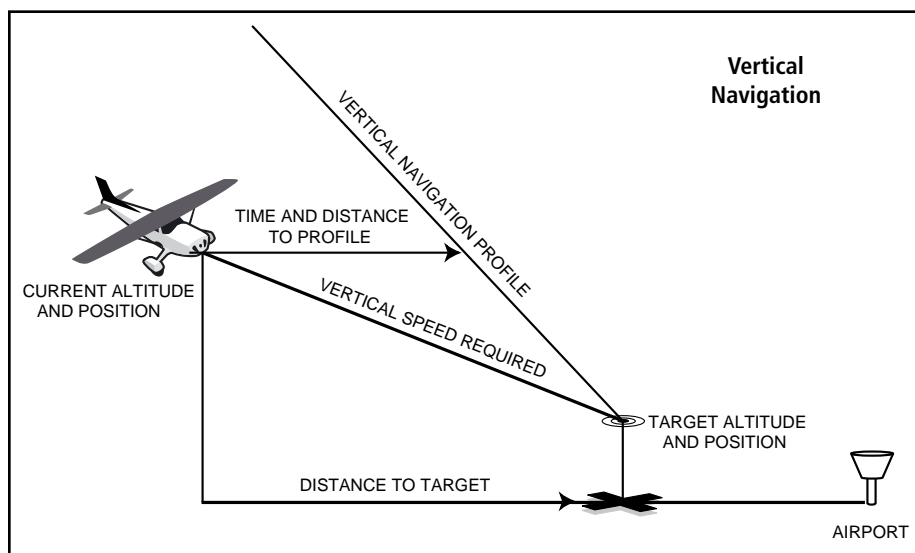 Vertical
Navigation
VERTICAL NAVIGATION PROFILE
TIME AND DISTANCE
TO PROFILE
CURRENT ALTITUDE
AND POSITION
VERTICAL SPEED REQUIRED
TARGET ALTITUDE
AND POSITION
DISTANCE TO TARGET
AIRPORT